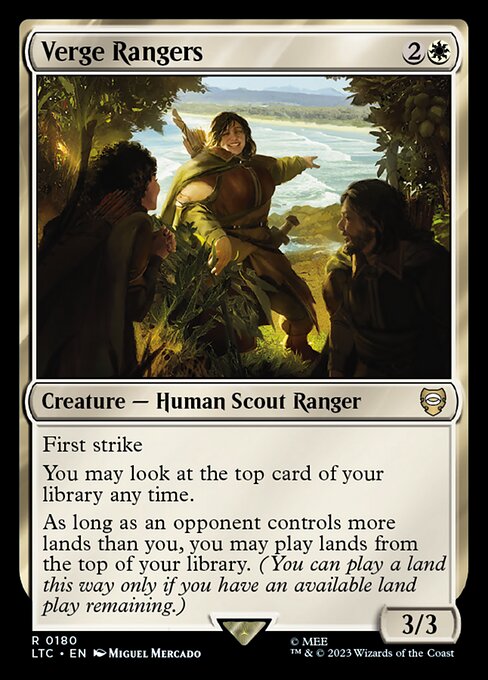 Verge Rangers 2
Creature — Human Scout Ranger
First strike
You may look at the top card of your
library any time.
As long as an opponent controls more
lands than you, you may play lands from
the top of your library. (You can play a land
this way only if you have an available land
play remaining.)
3/3
R 0180
LTC • EN Miguel Mercado
© MEE
™ & © 2023 Wizards of the Coast